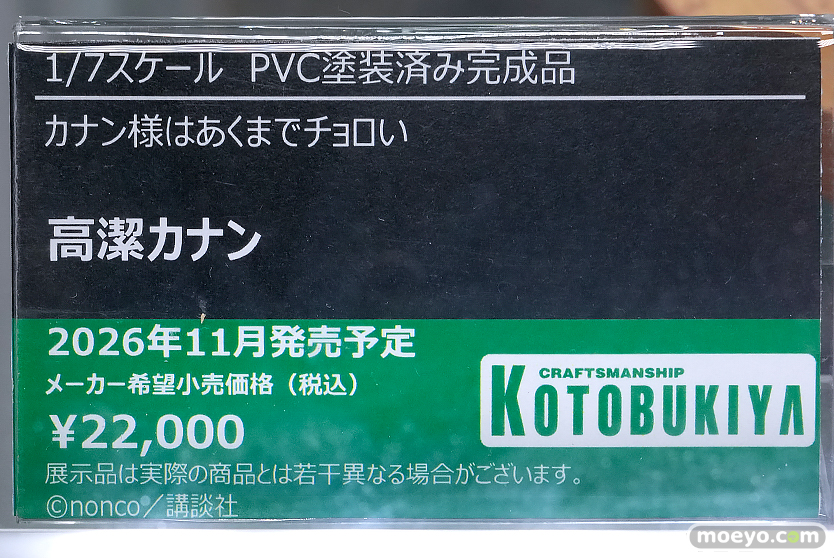 1/7スケール PVC塗装済み完成品
カナン様はあくまでチョロい
高潔カナン
2026年11月発売予定
メーカー希望小売価格（税込）
¥22,000
CRAFTSMANSHIP
KOTOBUKIYA
展示品は実際の商品とは若干異なる場合がございます。
©nonco／講談社
moeyo.com